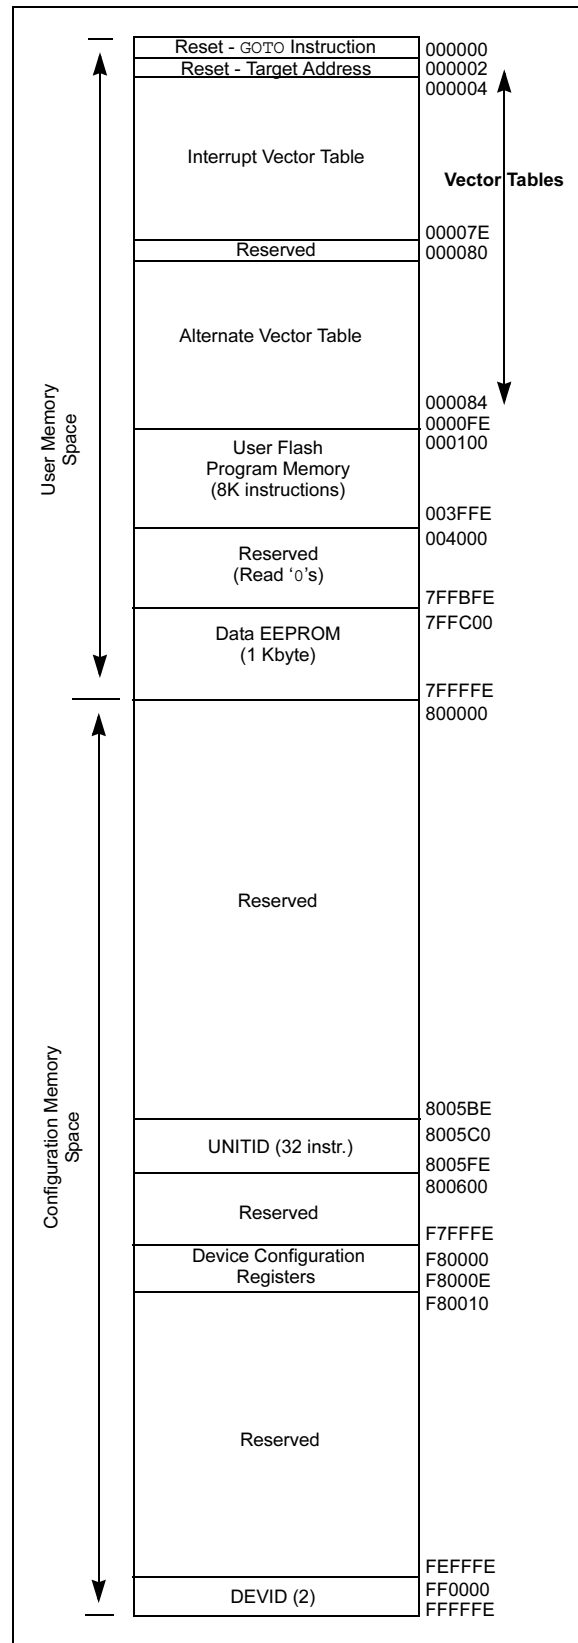 Reset - GOTO Instruction
000000
Reset - Target Address
000002
000004
Interrupt Vector Table
Vector Tables
00007E
Reserved
000080
Alternate Vector Table
000084
0000FE
User Flash
Program Memory
(8K instructions)
000100
003FFE
004000
Reserved
(Read ‘0’s)
7FFBFE
7FFC00
Data EEPROM
(1 Kbyte)
7FFFFE
User Memory
Space
800000
Reserved
8005BE
8005C0
UNITID (32 instr.)
8005FE
800600
Reserved
F7FFFE
Device Configuration
Registers
F80000
F8000E
F80010
Configuration Memory
Space
Reserved
FEFFFE
FF0000
DEVID (2)
FFFFFE